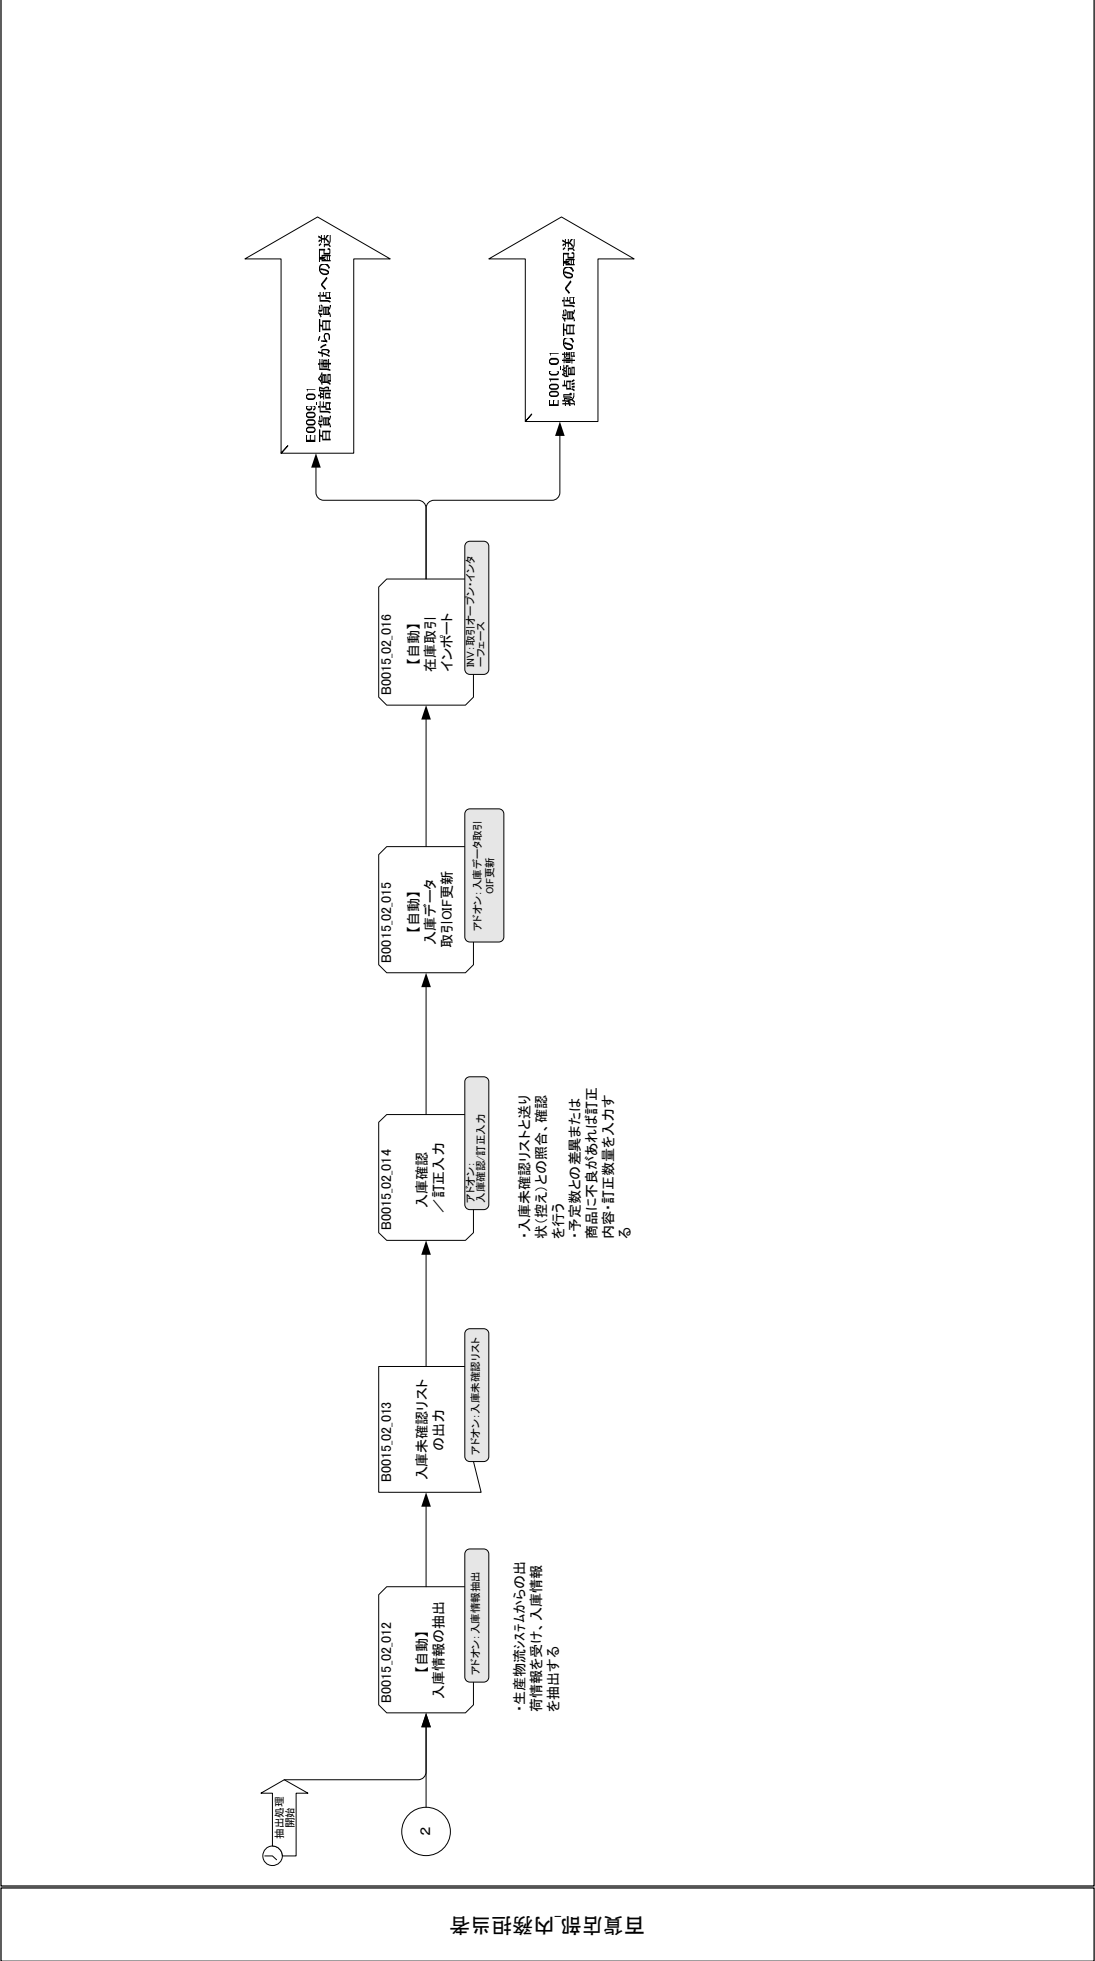 百貨店部_内務担当者
抽出処理
開始
2
B0015_02_012
【自動】
入庫情報の抽出
アドオン：入庫情報抽出
・生産物流システムからの出
荷情報を受け、入庫情報
を抽出する
B0015_02_013
入庫未確認リスト
の出力
アドオン：入庫未確認リスト
B0015_02_014
入庫確認
／訂正入力
アドオン：
入庫確認/訂正入力
・入庫未確認リストと送り
状（控え）との照合、確認
を行う
・予定数との差異または
商品に不良があれば訂正
内容・訂正数量を入力す
る
B0015_02_015
【自動】
入庫データ
取引OIF更新
アドオン：入庫データ取引
OIF更新
B0015_02_016
【自動】
在庫取引
インポート
INV：取引オープン・インタ
ーフェース
E0009_01
百貨店部倉庫から百貨店への配送
E0010_01
拠点管轄の百貨店への配送